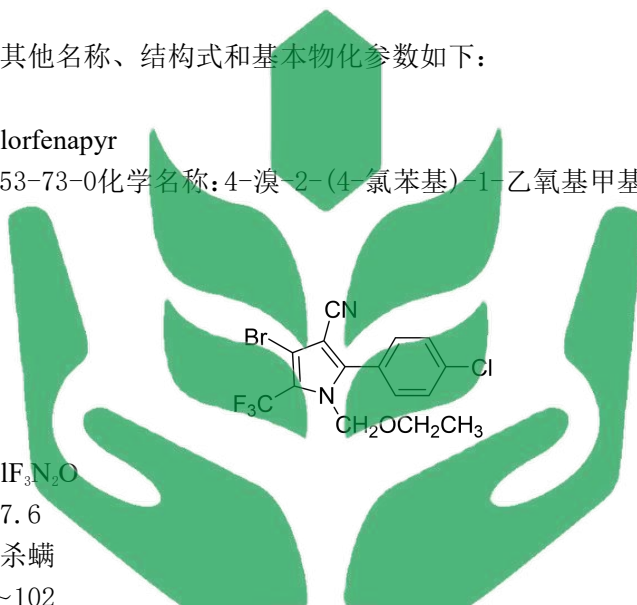 其他名称、结构式和基本物化参数如下:
lorfenapyr
53-73-0化学名称:4-溴-2-(4-氯苯基)-1-乙氧基甲基
CN
Br
Cl
F₃C
N
CH₂OCH₂CH₃
lF₃N₂O
7.6
杀螨
~102